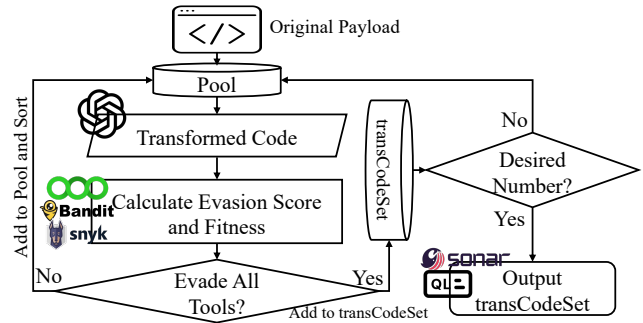 </>
Original Payload
Pool
Add to Pool and Sort
Transformed Code
transCodeSet
No
Desired
Number?
Calculate Evasion Score
and Fitness
Bandit
snyk
Yes
sonar
QL
Output
transCodeSet
No
Evade All
Tools?
Yes
Add to transCodeSet